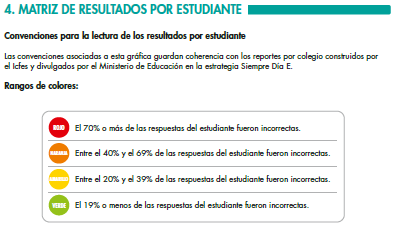 4. MATRIZ DE RESULTADOS POR ESTUDIANTE
Convenciones para la lectura de los resultados por estudiante
Las convenciones asociadas a esta gráfica guardan coherencia con los reportes por colegio construidos por
el Icfes y divulgados por el Ministerio de Educación en la estrategia Siempre Día E.
Rangos de colores:
ROJO El 70% o más de las respuestas del estudiante fueron incorrectas.
NARANJA Entre el 40% y el 69% de las respuestas del estudiante fueron incorrectas.
AMARILLO Entre el 20% y el 39% de las respuestas del estudiante fueron incorrectas.
VERDE El 19% o menos de las respuestas del estudiante fueron incorrectas.